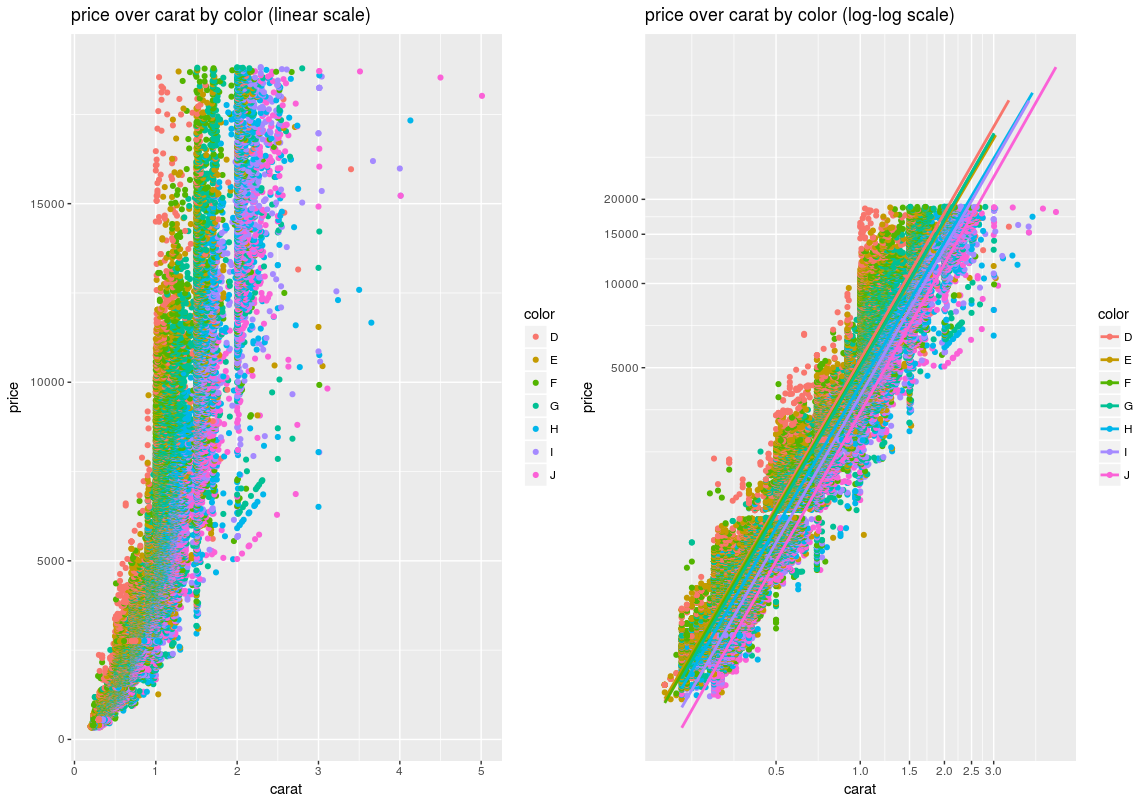 price over carat by color (linear scale)
price
15000
10000
5000
0
0 1 2 3 4 5
carat
color
D
E
F
G
H
I
J
price over carat by color (log-log scale)
price
20000
15000
10000
5000
0.5 1.0 1.5 2.0 2.5 3.0
carat
color
D
E
F
G
H
I
J